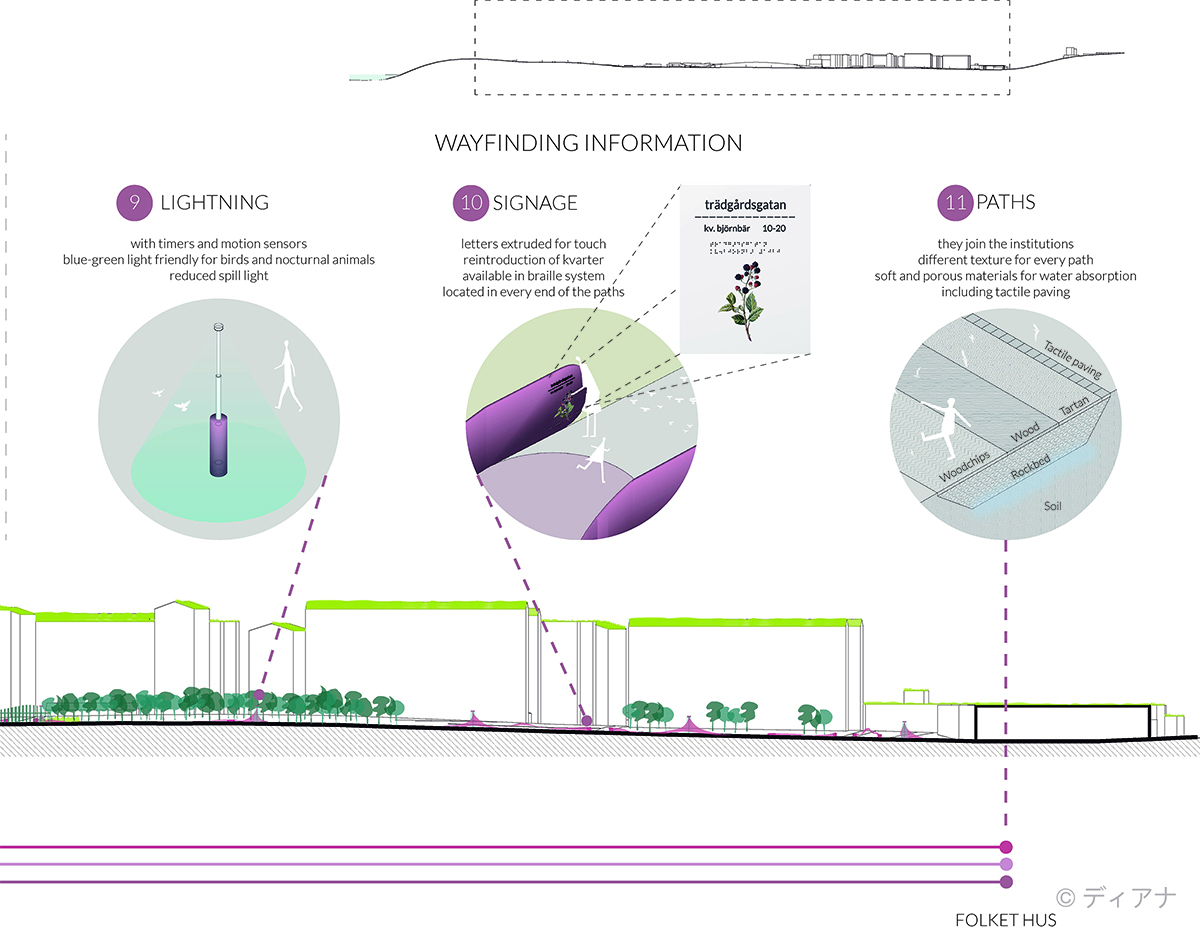 WAYFINDING INFORMATION
9 LIGHTNING
with timers and motion sensors
blue-green light friendly for birds and nocturnal animals
reduced spill light
10 SIGNAGE
letters extruded for touch
reintroduction of kvarter
available in braille system
located in every end of the paths
trädgårdsgatan
kv. björnbär 10-20
trädgårdsgatan
11 PATHS
they join the institutions
different texture for every path
soft and porous materials for water absorption
including tactile paving
Tactile paving
Tartan
Wood
Woodchips
Rockbed
Soil
© ディアナ
FOLKET HUS